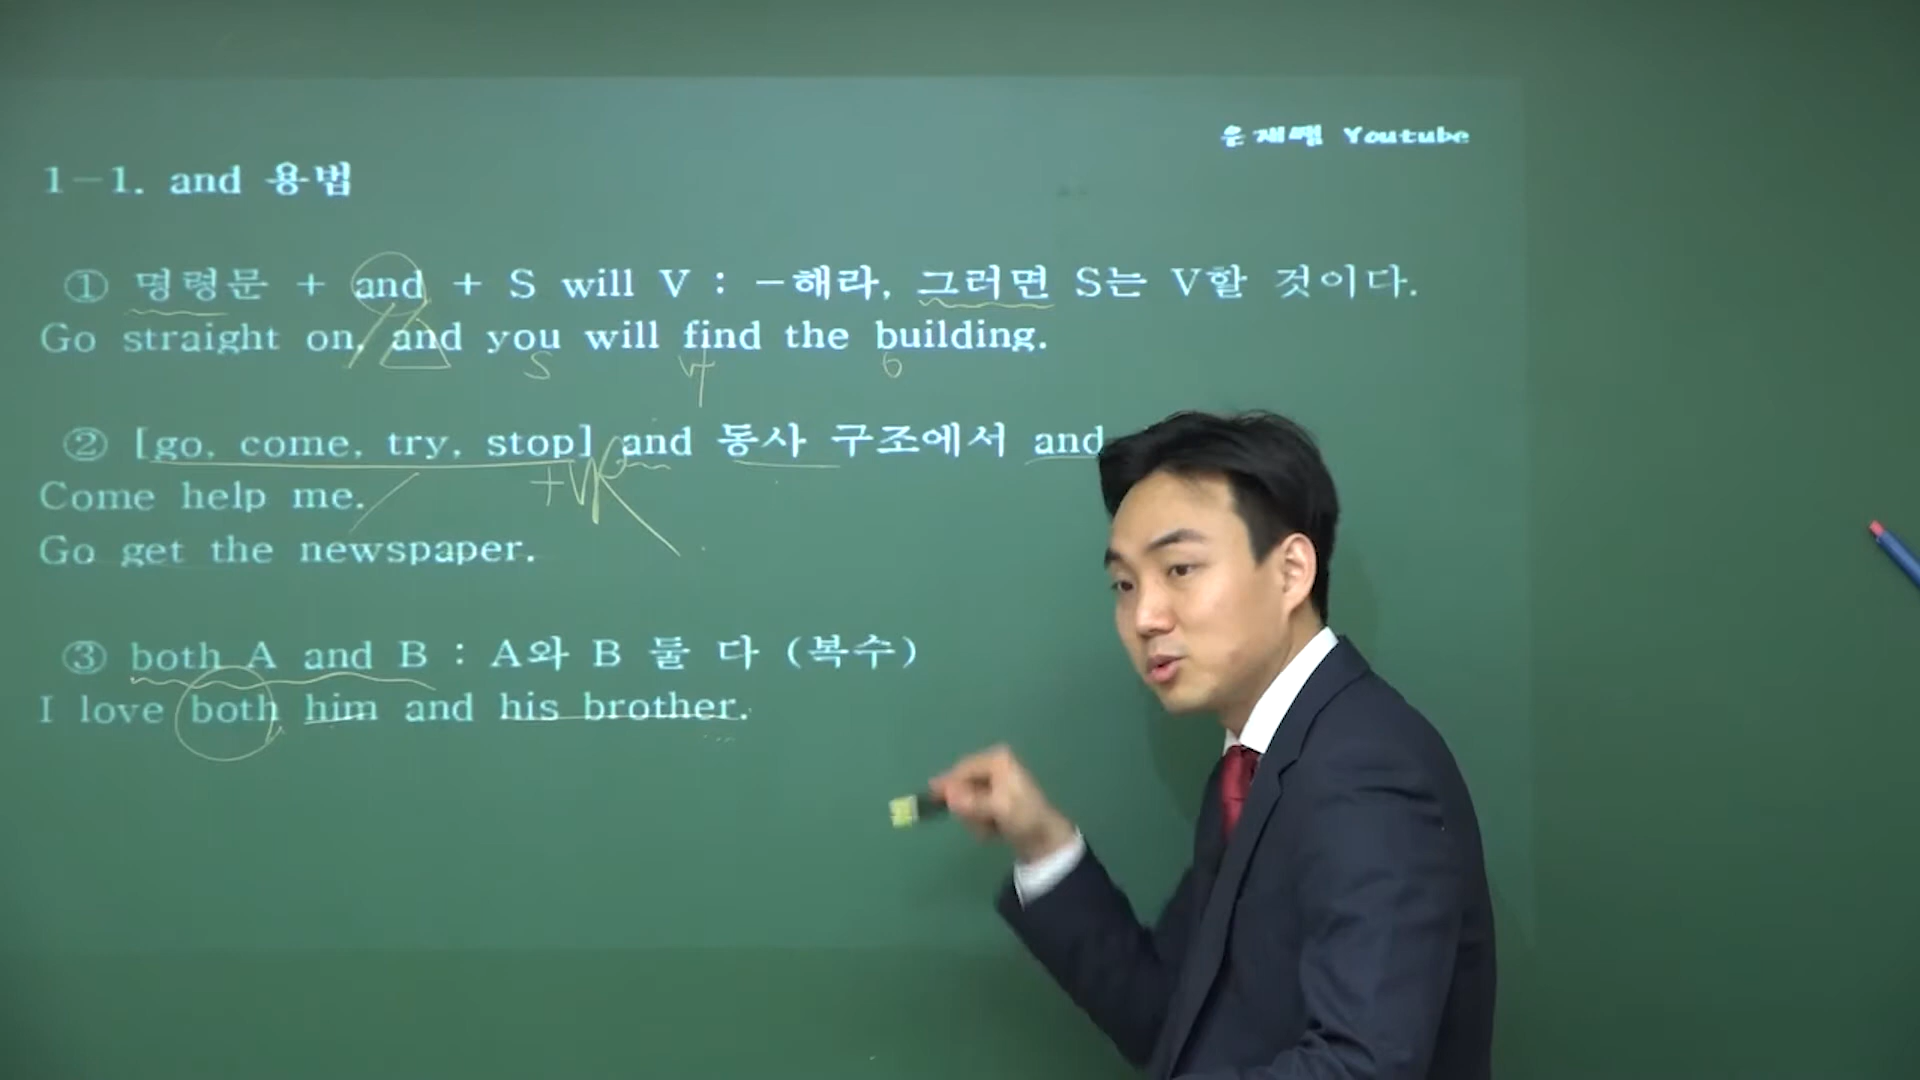 은재쌤 Youtube
1-1. and 용법
① 명령문 + and + S will V : -해라, 그러면 S는 V할 것이다.
Go straight on, and you will find the building.
S V
② [go, come, try, stop] and 동사 구조에서 and
Come help me.
Go get the newspaper.
③ both A and B : A와 B 둘 다 (복수)
I love both him and his brother.